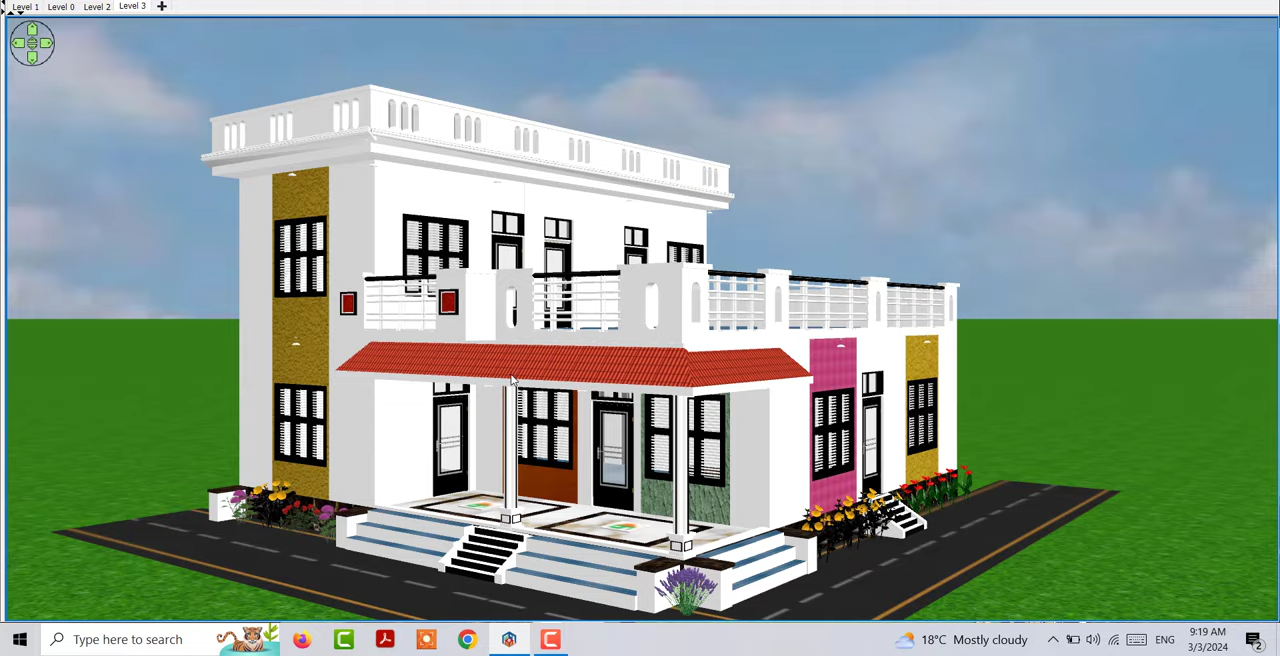 Level 1 Level 0 Level 2 Level 3
Type here to search
18°C Mostly cloudy
ENG
9:19 AM
3/3/2024
2